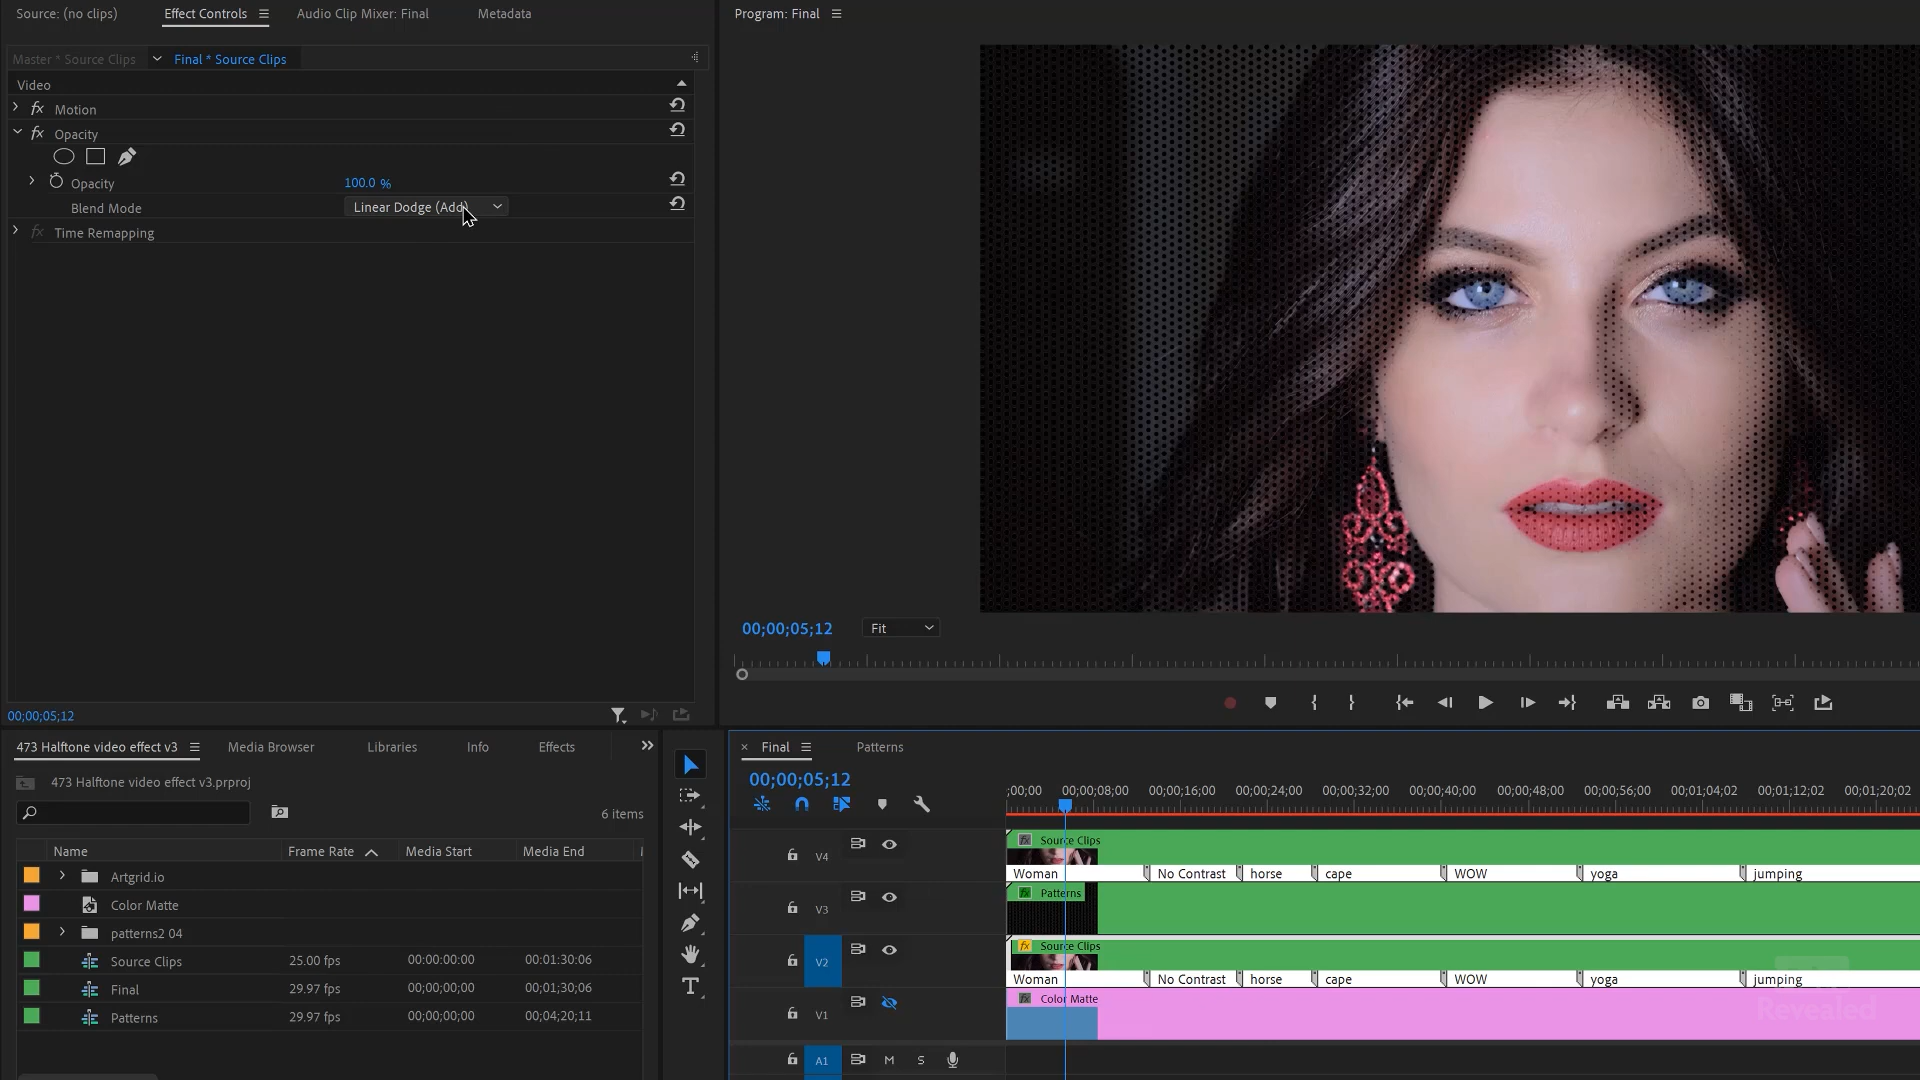 Source: (no clips) Effect Controls Audio Clip Mixer: Final Metadata
Program: Final
Master * Source Clips Final * Source Clips
Video
fx Motion
fx Opacity
Opacity 100.0 %
Blend Mode Linear Dodge (Add)
fx Time Remapping
00;00;05;12 Fit
00;00;05;12
473 Halftone video effect v3 Media Browser Libraries Info Effects
473 Halftone video effect v3.prproj
6 items
Name Frame Rate Media Start Media End
Artgrid.io
Color Matte
patterns2 04
Source Clips 25.00 fps 00:00:00:00 00:01:30:06
Final 29.97 fps 00;00;00;00 00;01;30;06
Patterns 29.97 fps 00;00;00;00 00;04;20;11
T
× Final Patterns
00;00;05;12
;00;00 00;00;08;00 00;00;16;00 00;00;24;00 00;00;32;00 00;00;40;00 00;00;48;00 00;00;56;00 00;01;04;02 00;01;12;02 00;01;20;02
V4 fx Source Clips
Woman No Contrast horse cape WOW yoga jumping
V3 fx Patterns
V2 fx Source Clips
Woman No Contrast horse cape WOW yoga jumping
V1 fx Color Matte
Revealed
A1 M S